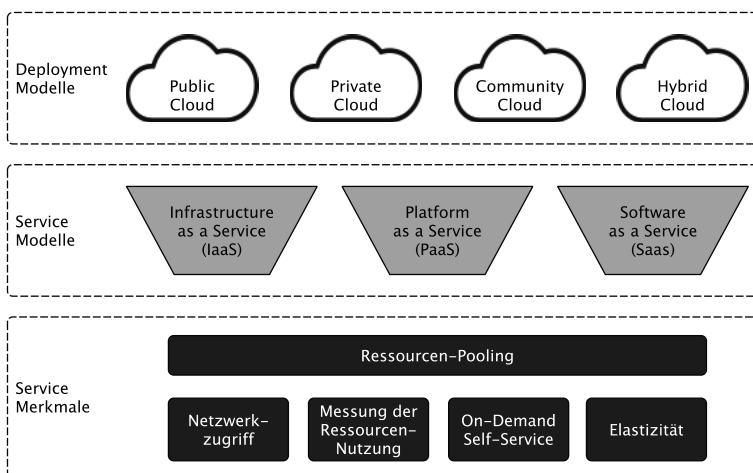 Deployment
Modelle
Public
Cloud
Private
Cloud
Community
Cloud
Hybrid
Cloud
Service
Modelle
Infrastructure
as a Service
(IaaS)
Platform
as a Service
(PaaS)
Software
as a Service
(Saas)
Service
Merkmale
Ressourcen-Pooling
Netzwerk-
zugriff
Messung der
Ressourcen-
Nutzung
On-Demand
Self-Service
Elastizität